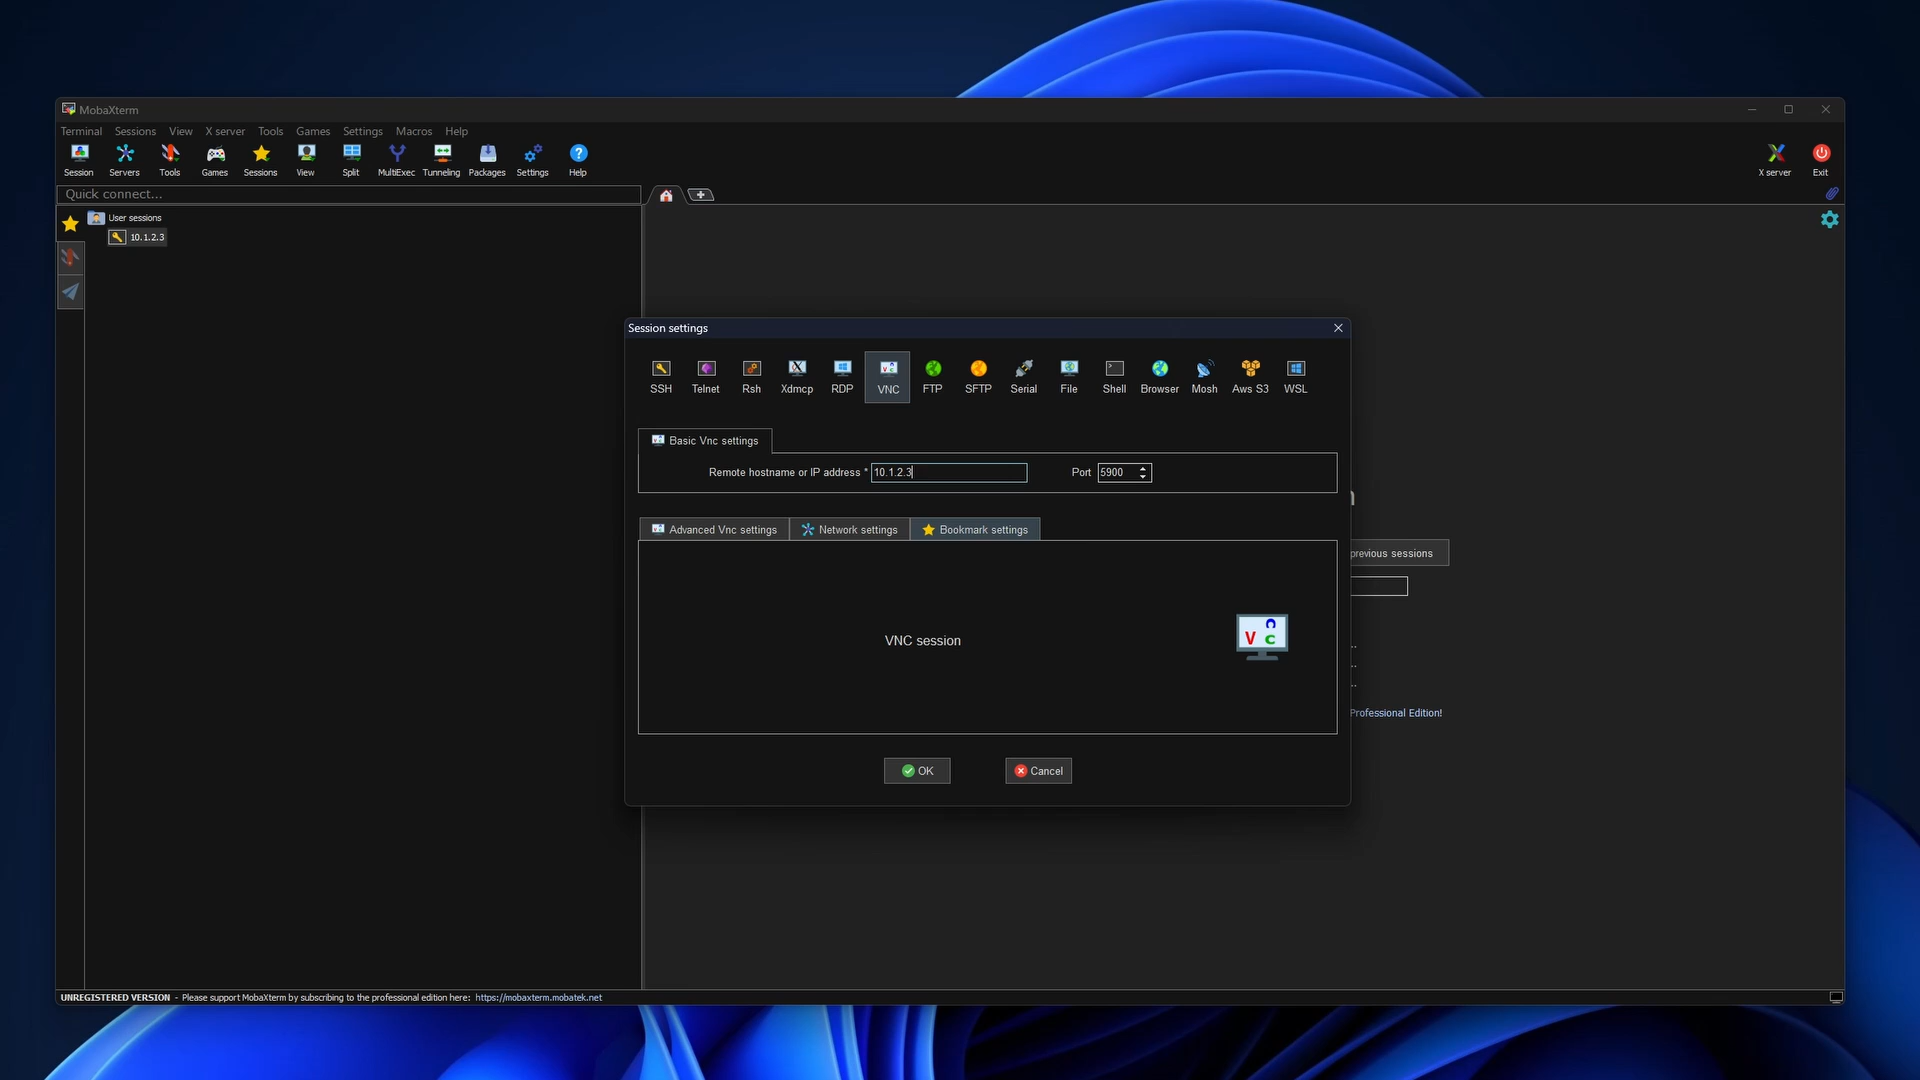 MobaXterm
Terminal Sessions View X server Tools Games Settings Macros Help
Session Servers Tools Games Sessions View Split MultiExec Tunneling Packages Settings Help X server Exit
Quick connect...
User sessions
10.1.2.3
Session settings
SSH Telnet Rsh Xdmcp RDP VNC FTP SFTP Serial File Shell Browser Mosh Aws S3 WSL
Basic Vnc settings
Remote hostname or IP address * 10.1.2.3 Port 5900
Advanced Vnc settings Network settings Bookmark settings
previous sessions
VNC session
Professional Edition!
OK Cancel
UNREGISTERED VERSION - Please support MobaXterm by subscribing to the professional edition here: https://mobaxterm.mobatek.net